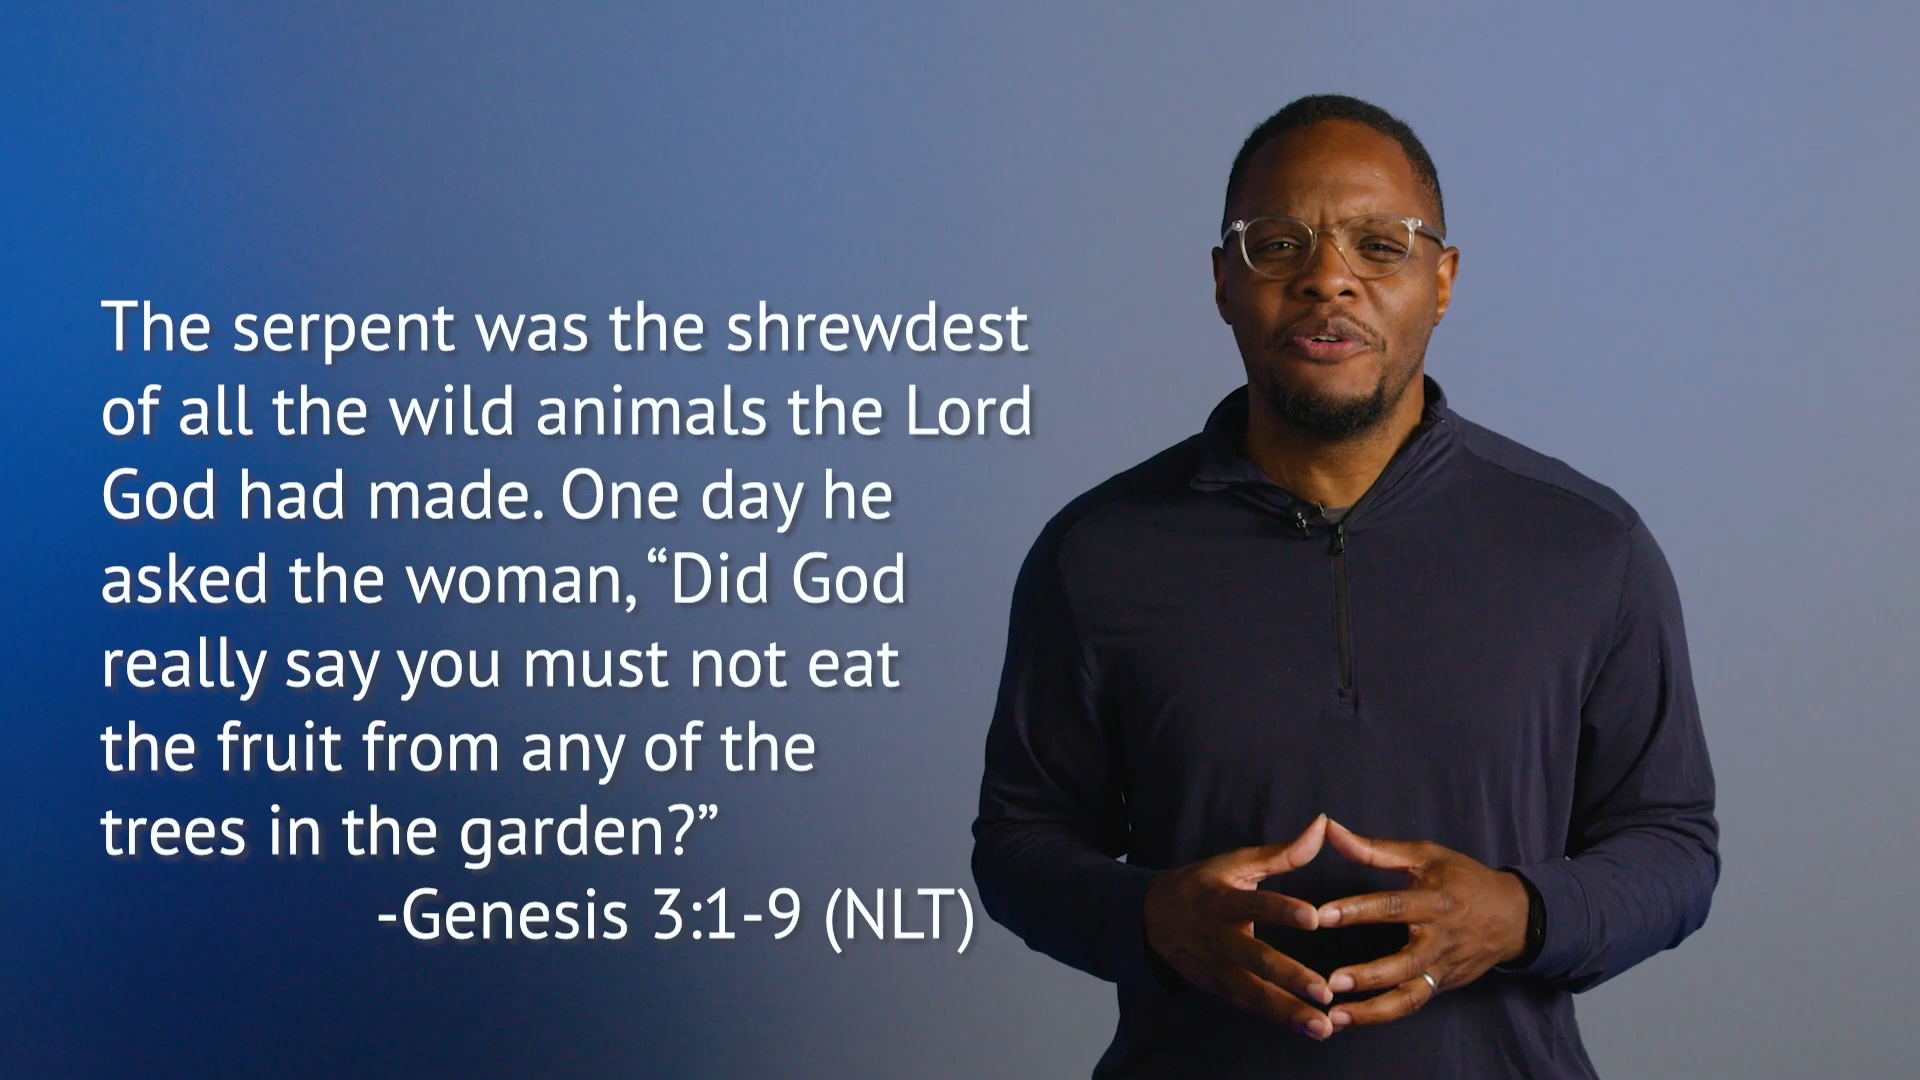 The serpent was the shrewdest
of all the wild animals the Lord
God had made. One day he
asked the woman, “Did God
really say you must not eat
the fruit from any of the
trees in the garden?”
-Genesis 3:1-9 (NLT)